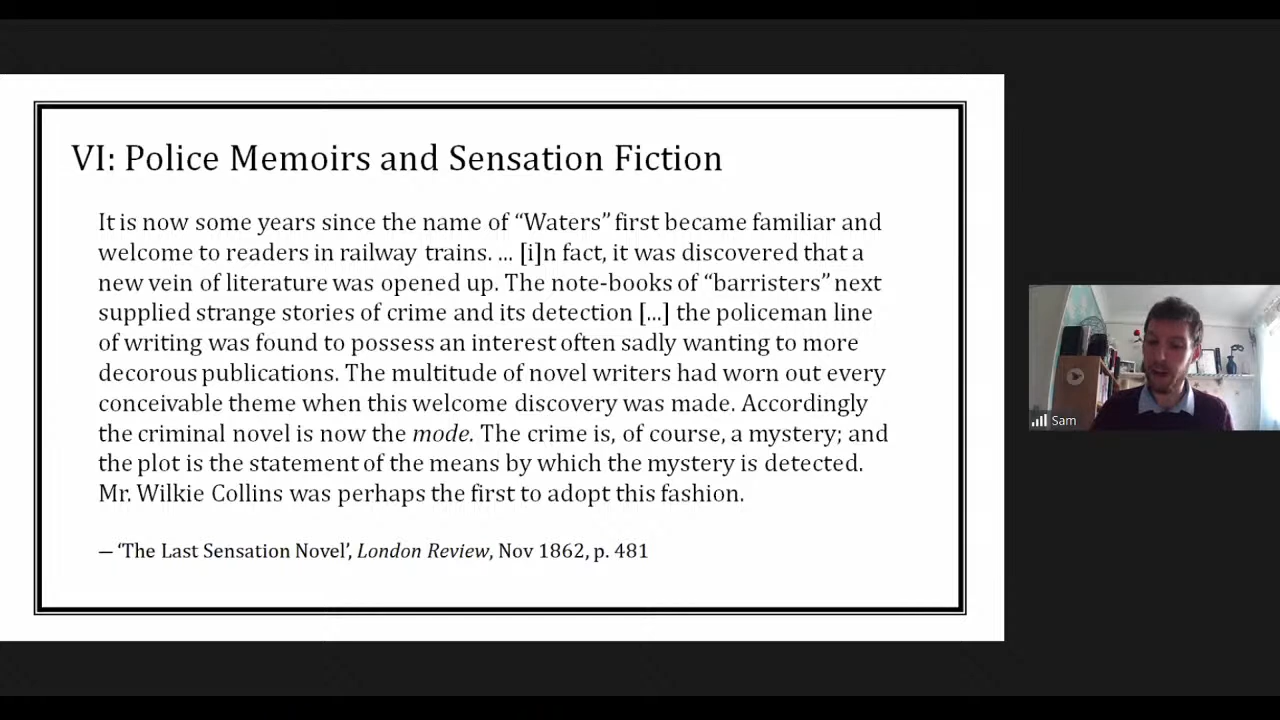 VI: Police Memoirs and Sensation Fiction
It is now some years since the name of “Waters” first became familiar and
welcome to readers in railway trains. ... [i]n fact, it was discovered that a
new vein of literature was opened up. The note-books of “barristers” next
supplied strange stories of crime and its detection [...] the policeman line
of writing was found to possess an interest often sadly wanting to more
decorous publications. The multitude of novel writers had worn out every
conceivable theme when this welcome discovery was made. Accordingly
the criminal novel is now the mode. The crime is, of course, a mystery; and
the plot is the statement of the means by which the mystery is detected.
Mr. Wilkie Collins was perhaps the first to adopt this fashion.
— ‘The Last Sensation Novel’, London Review, Nov 1862, p. 481
Sam